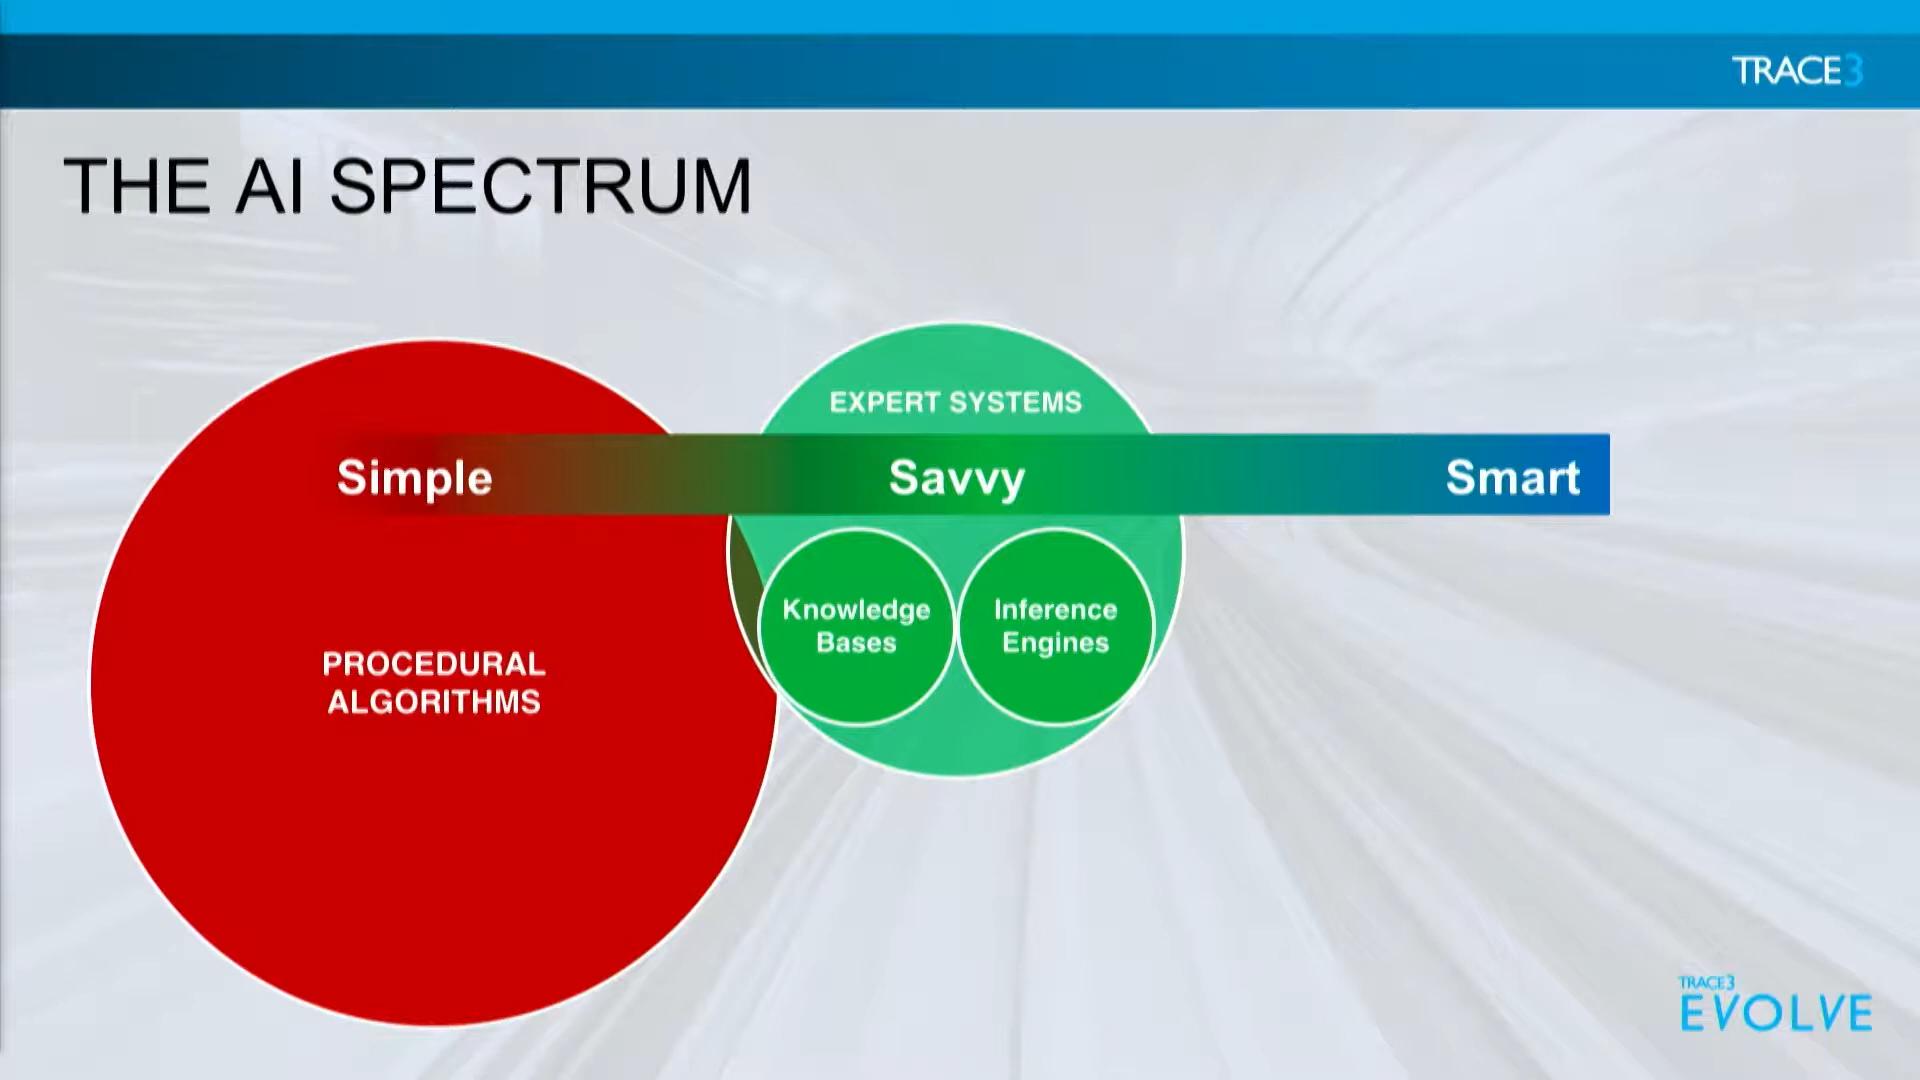 TRACE3
THE AI SPECTRUM
EXPERT SYSTEMS
Simple
Savvy
Smart
Knowledge
Bases
Inference
Engines
PROCEDURAL
ALGORITHMS
TRACE3
EVOLVE